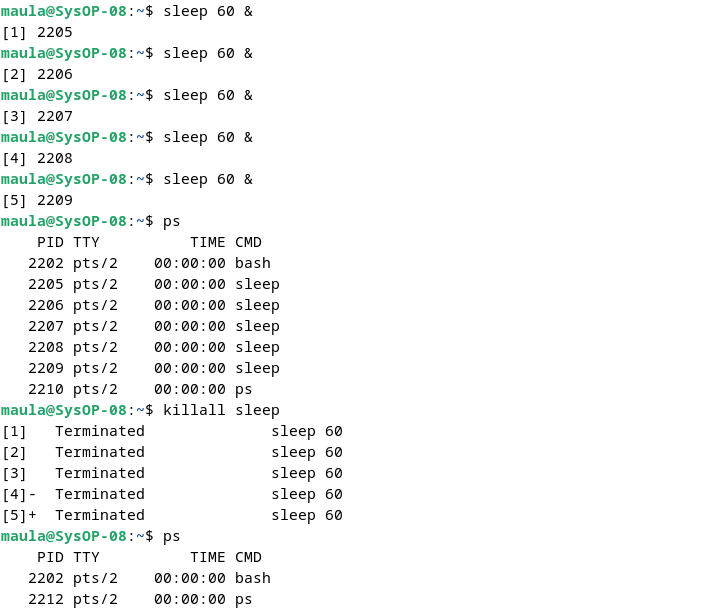 maula@SysOP-08:~$ sleep 60 &
[1] 2205
maula@SysOP-08:~$ sleep 60 &
[2] 2206
maula@SysOP-08:~$ sleep 60 &
[3] 2207
maula@SysOP-08:~$ sleep 60 &
[4] 2208
maula@SysOP-08:~$ sleep 60 &
[5] 2209
maula@SysOP-08:~$ ps
    PID TTY          TIME CMD
   2202 pts/2    00:00:00 bash
   2205 pts/2    00:00:00 sleep
   2206 pts/2    00:00:00 sleep
   2207 pts/2    00:00:00 sleep
   2208 pts/2    00:00:00 sleep
   2209 pts/2    00:00:00 sleep
   2210 pts/2    00:00:00 ps
maula@SysOP-08:~$ killall sleep
[1]   Terminated              sleep 60
[2]   Terminated              sleep 60
[3]   Terminated              sleep 60
[4]-  Terminated              sleep 60
[5]+  Terminated              sleep 60
maula@SysOP-08:~$ ps
    PID TTY          TIME CMD
   2202 pts/2    00:00:00 bash
   2212 pts/2    00:00:00 ps